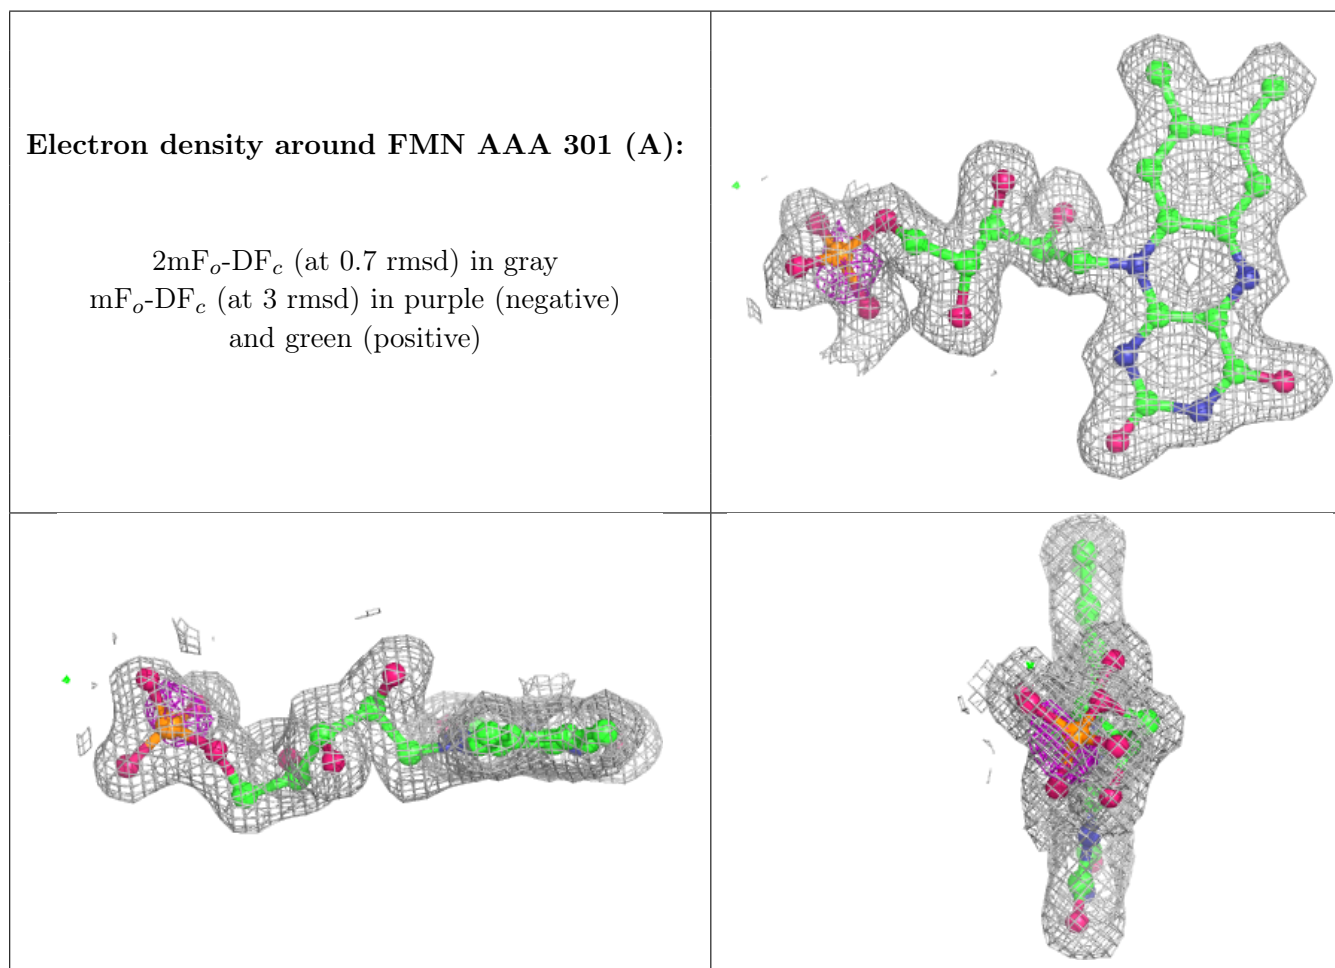 Electron density around FMN AAA 301 (A):
2mFₒ-DF𝒸 (at 0.7 rmsd) in gray
mFₒ-DF𝒸 (at 3 rmsd) in purple (negative)
and green (positive)